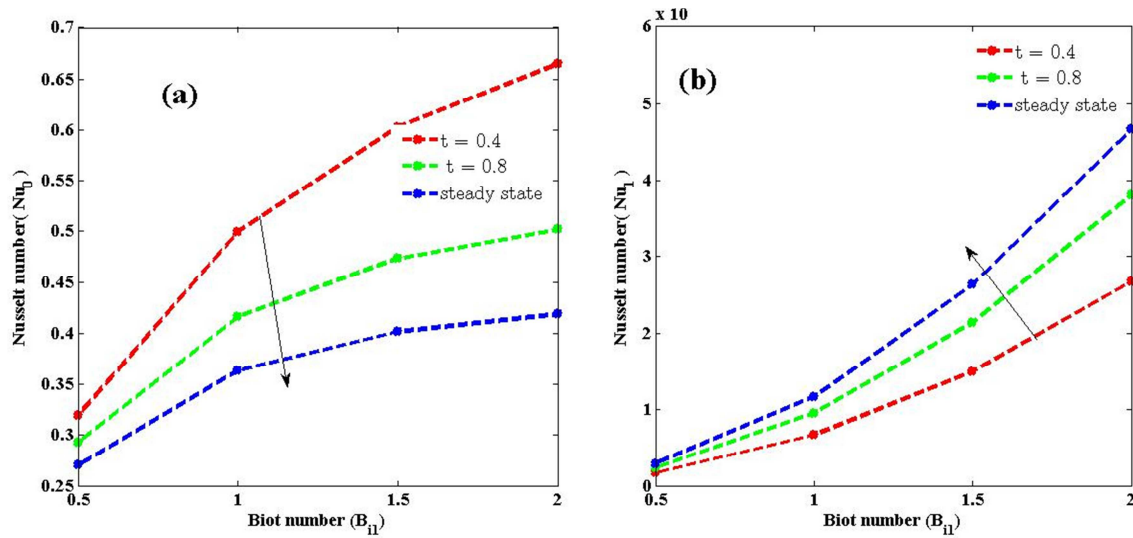 (a)
Nusselt number( Nu0)
0.7
0.65
0.6
0.55
0.5
0.45
0.4
0.35
0.3
0.25
t = 0.4
t = 0.8
steady state
0.5 1 1.5 2
Biot number (Bi1)
(b)
Nusselt number( Nu1)
x 10
6
5
4
3
2
1
0
t = 0.4
t = 0.8
steady state
0.5 1 1.5 2
Biot number (Bi1)